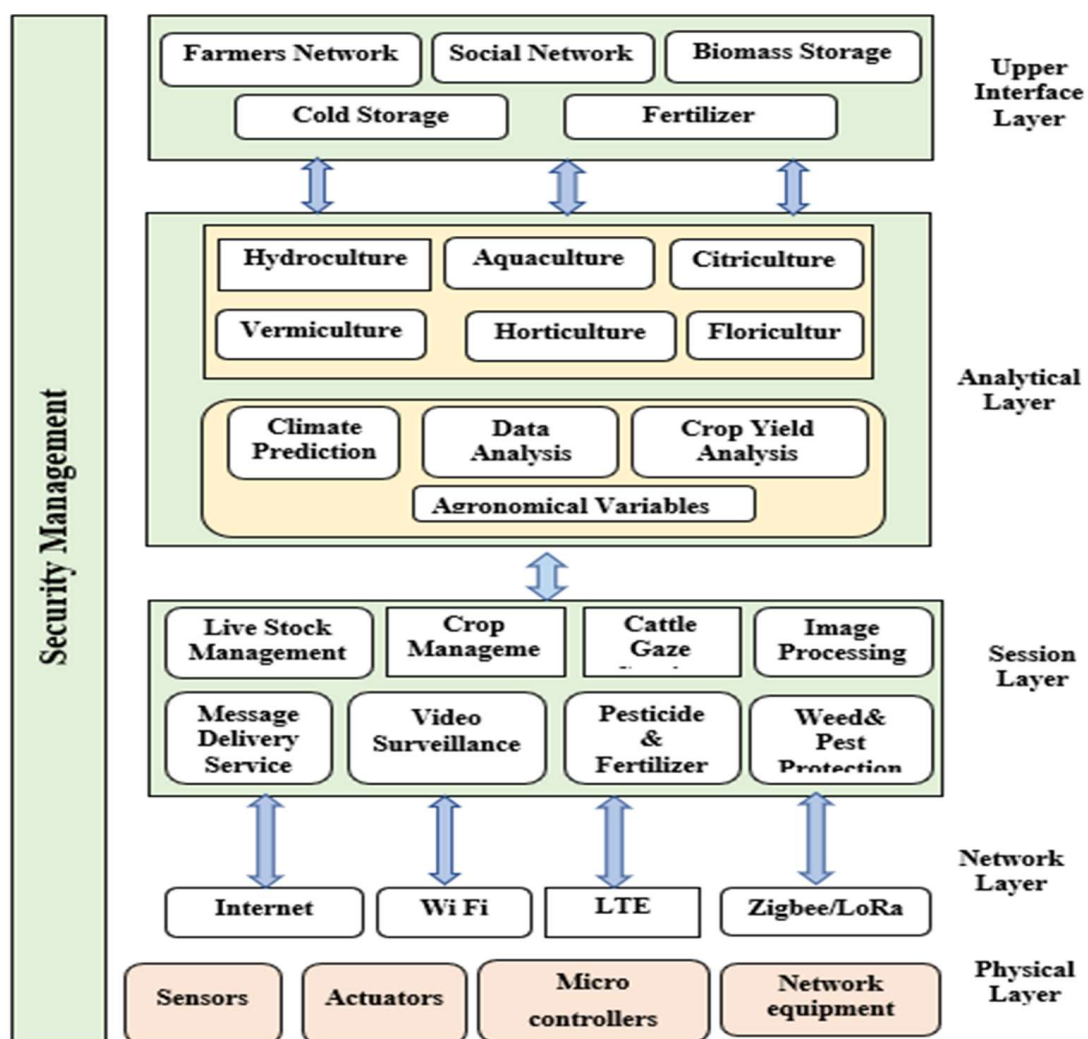 Security Management
Farmers Network
Social Network
Biomass Storage
Cold Storage
Fertilizer
Upper
Interface
Layer
Hydroculture
Aquaculture
Citriculture
Vermiculture
Horticulture
Floricultur
Climate
Prediction
Data
Analysis
Crop Yield
Analysis
Agronomical Variables
Analytical
Layer
Live Stock
Management
Crop
Manageme
Cattle
Gaze
Image
Processing
Message
Delivery
Service
Video
Surveillance
Pesticide
&
Fertilizer
Weed&
Pest
Protection
Session
Layer
Internet
Wi Fi
LTE
Zigbee/LoRa
Network
Layer
Sensors
Actuators
Micro
controllers
Network
equipment
Physical
Layer